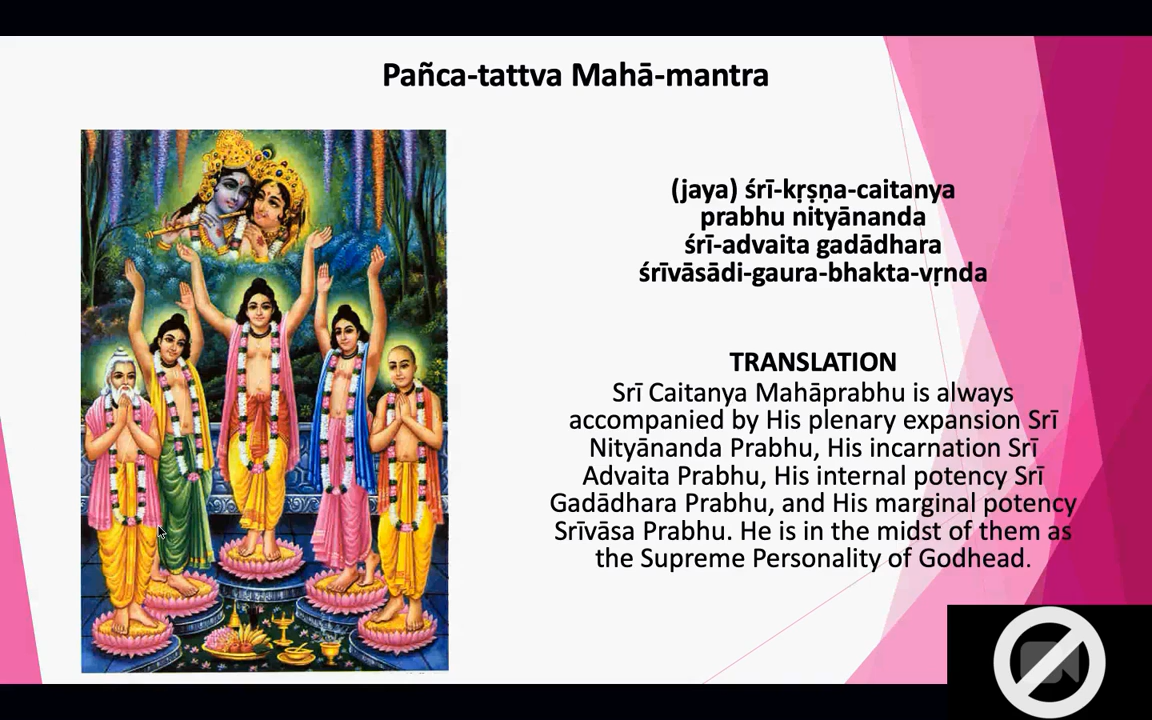 Pañca-tattva Mahā-mantra
(jaya) śrī-kṛṣṇa-caitanya
prabhu nityānanda
śrī-advaita gadādhara
śrīvāsādi-gaura-bhakta-vṛnda
TRANSLATION
Srī Caitanya Mahāprabhu is always
accompanied by His plenary expansion Srī
Nityānanda Prabhu, His incarnation Srī
Advaita Prabhu, His internal potency Srī
Gadādhara Prabhu, and His marginal potency
Srīvāsa Prabhu. He is in the midst of them as
the Supreme Personality of Godhead.